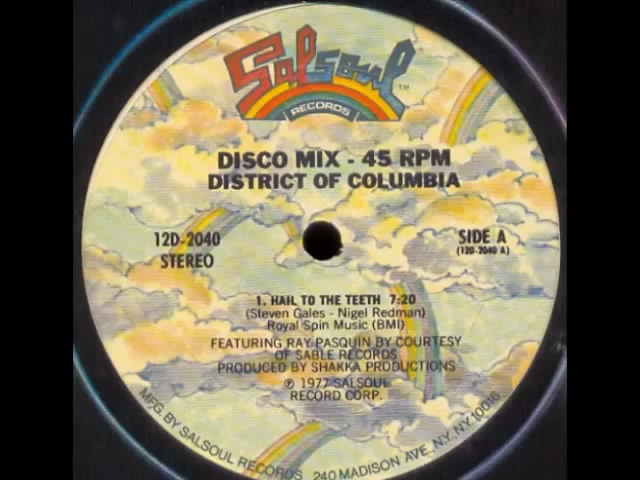 Salsoul™
RECORDS
DISCO MIX - 45 RPM
DISTRICT OF COLUMBIA
12D-2040
STEREO
SIDE A
(12D-2040 A)
1. HAIL TO THE TEETH 7:20
(Steven Gales - Nigel Redman)
Royal Spin Music (BMI)
FEATURING RAY PASQUIN BY COURTESY
OF SABLE RECORDS
PRODUCED BY SHAKKA PRODUCTIONS
℗ 1977 SALSOUL
RECORD CORP.
MFG. BY SALSOUL RECORDS 240 MADISON AVE., N.Y., N.Y. 10016